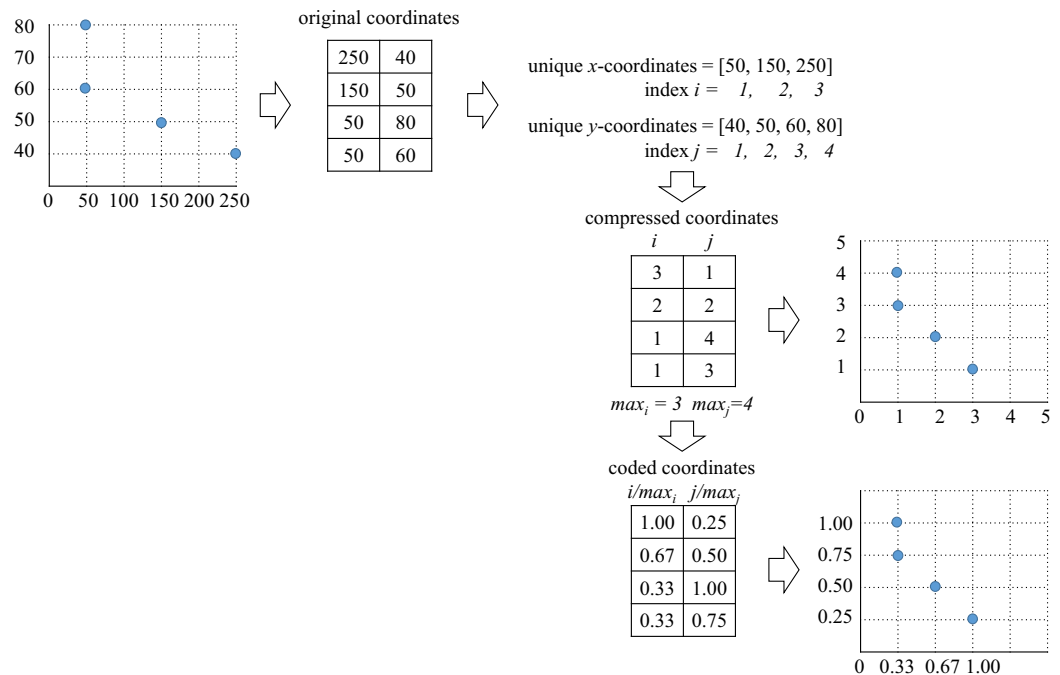 80
70
60
50
40
0 50 100 150 200 250
original coordinates
250 40
150 50
50 80
50 60
unique x-coordinates = [50, 150, 250]
index i = 1, 2, 3
unique y-coordinates = [40, 50, 60, 80]
index j = 1, 2, 3, 4
compressed coordinates
i j
3 1
2 2
1 4
1 3
max_i = 3 max_j=4
5
4
3
2
1
0 1 2 3 4 5
coded coordinates
i/max_i j/max_j
1.00 0.25
0.67 0.50
0.33 1.00
0.33 0.75
1.00
0.75
0.50
0.25
0 0.33 0.67 1.00